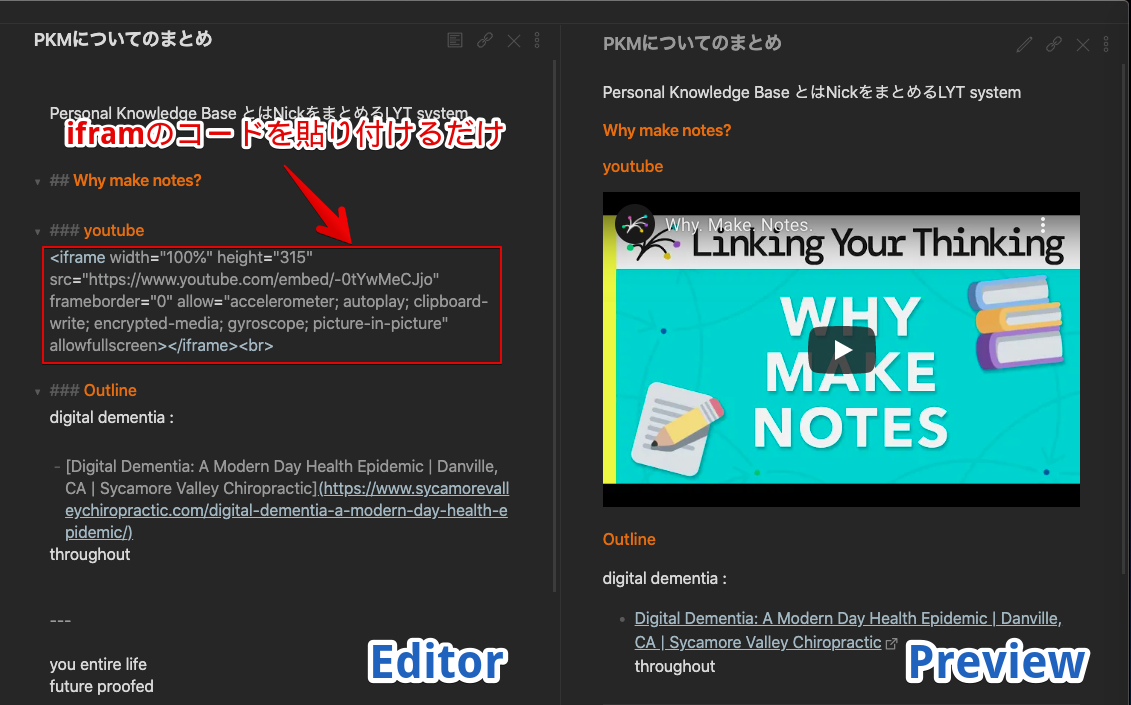 PKMについてのまとめ
Personal Knowledge Base とはNickをまとめるLYT system
iframのコードを貼り付けるだけ
## Why make notes?
### youtube
<iframe width="100%" height="315"
src="https://www.youtube.com/embed/-0tYwMeCJjo"
frameborder="0" allow="accelerometer; autoplay; clipboard-
write; encrypted-media; gyroscope; picture-in-picture"
allowfullscreen></iframe><br>
### Outline
digital dementia :
- [Digital Dementia: A Modern Day Health Epidemic | Danville,
CA | Sycamore Valley Chiropractic](https://www.sycamorevall
eychiropractic.com/digital-dementia-a-modern-day-health-e
pidemic/)
throughout
---
you entire life
future proofed
Editor
PKMについてのまとめ
Personal Knowledge Base とはNickをまとめるLYT system
Why make notes?
youtube
Why. Make. Notes.
Linking Your Thinking
WHY
MAKE
NOTES
Outline
digital dementia :
Digital Dementia: A Modern Day Health Epidemic | Danville,
CA | Sycamore Valley Chiropractic
throughout
Preview